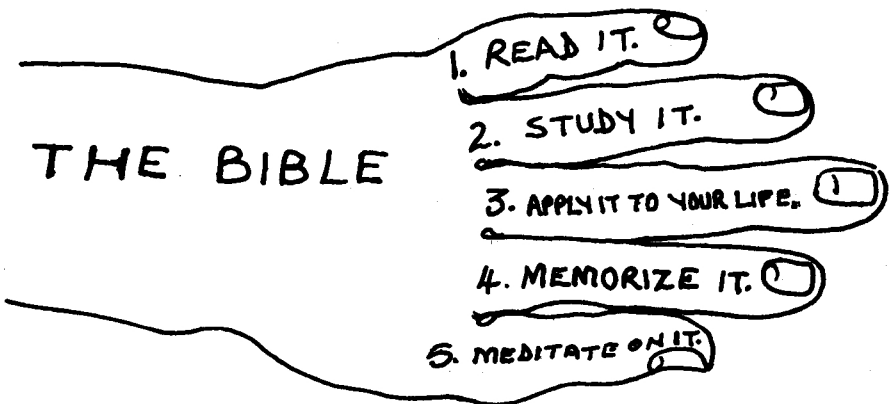 THE BIBLE
1. READ IT.
2. STUDY IT.
3. APPLY IT TO YOUR LIFE.
4. MEMORIZE IT.
5. MEDITATE ON IT.